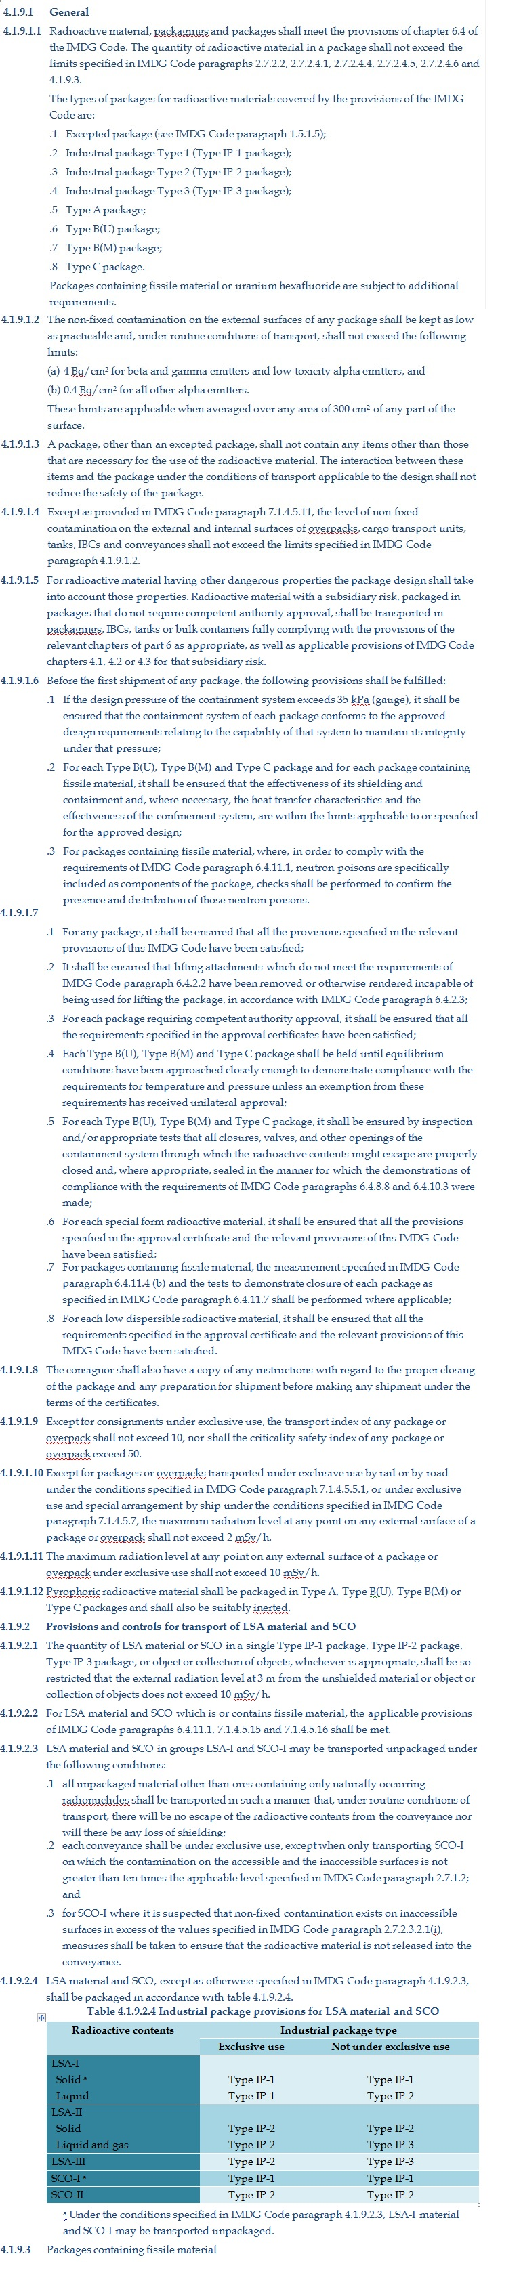 4.1.9.1 General
4.1.9.1.1 Radioactive material, packagings and packages shall meet the provisions of chapter 6.4 of
the IMDG Code. The quantity of radioactive material in a package shall not exceed the
limits specified in IMDG Code paragraphs 2.7.2.2, 2.7.2.4.1, 2.7.2.4.4, 2.7.2.4.5, 2.7.2.4.6 and
4.1.9.3.
The types of packages for radioactive materials covered by the provisions of the IMDG
Code are:
.1 Excepted package (see IMDG Code paragraph 1.5.1.5);
.2 Industrial package Type 1 (Type IP-1 package);
.3 Industrial package Type 2 (Type IP-2 package);
.4 Industrial package Type 3 (Type IP-3 package);
.5 Type A package;
.6 Type B(U) package;
.7 Type B(M) package;
.8 Type C package.
Packages containing fissile material or uranium hexafluoride are subject to additional
requirements.
4.1.9.1.2 The non-fixed contamination on the external surfaces of any package shall be kept as low
as practicable and, under routine conditions of transport, shall not exceed the following
limits:
(a) 4 Bq/cm² for beta and gamma emitters and low toxicity alpha emitters, and
(b) 0.4 Bq/cm² for all other alpha emitters.
These limits are applicable when averaged over any area of 300 cm² of any part of the
surface.
4.1.9.1.3 A package, other than an excepted package, shall not contain any items other than those
that are necessary for the use of the radioactive material. The interaction between these
items and the package under the conditions of transport applicable to the design shall not
reduce the safety of the package.
4.1.9.1.4 Except as provided in IMDG Code paragraph 7.1.4.5.11, the level of non-fixed
contamination on the external and internal surfaces of overpacks, cargo transport units,
tanks, IBCs and conveyances shall not exceed the limits specified in IMDG Code
paragraph 4.1.9.1.2.
4.1.9.1.5 For radioactive material having other dangerous properties the package design shall take
into account those properties. Radioactive material with a subsidiary risk, packaged in
packages that do not require competent authority approval, shall be transported in
packagings, IBCs, tanks or bulk containers fully complying with the provisions of the
relevant chapters of part 6 as appropriate, as well as applicable provisions of IMDG Code
chapters 4.1, 4.2 or 4.3 for that subsidiary risk.
4.1.9.1.6 Before the first shipment of any package, the following provisions shall be fulfilled:
.1 If the design pressure of the containment system exceeds 35 kPa (gauge), it shall be
ensured that the containment system of each package conforms to the approved
design requirements relating to the capability of that system to maintain its integrity
under that pressure;
.2 For each Type B(U), Type B(M) and Type C package and for each package containing
fissile material, it shall be ensured that the effectiveness of its shielding and
containment and, where necessary, the heat transfer characteristics and the
effectiveness of the confinement system, are within the limits applicable to or specified
for the approved design;
.3 For packages containing fissile material, where, in order to comply with the
requirements of IMDG Code paragraph 6.4.11.1, neutron poisons are specifically
included as components of the package, checks shall be performed to confirm the
presence and distribution of those neutron poisons.
4.1.9.1.7
.1 For any package, it shall be ensured that all the provisions specified in the relevant
provisions of this IMDG Code have been satisfied;
.2 It shall be ensured that lifting attachments which do not meet the requirements of
IMDG Code paragraph 6.4.2.2 have been removed or otherwise rendered incapable of
being used for lifting the package, in accordance with IMDG Code paragraph 6.4.2.3;
.3 For each package requiring competent authority approval, it shall be ensured that all
the requirements specified in the approval certificates have been satisfied;
.4 Each Type B(U), Type B(M) and Type C package shall be held until equilibrium
conditions have been approached closely enough to demonstrate compliance with the
requirements for temperature and pressure unless an exemption from these
requirements has received unilateral approval;
.5 For each Type B(U), Type B(M) and Type C package, it shall be ensured by inspection
and/or appropriate tests that all closures, valves, and other openings of the
containment system through which the radioactive contents might escape are properly
closed and, where appropriate, sealed in the manner for which the demonstrations of
compliance with the requirements of IMDG Code paragraphs 6.4.8.8 and 6.4.10.3 were
made;
.6 For each special form radioactive material, it shall be ensured that all the provisions
specified in the approval certificate and the relevant provisions of this IMDG Code
have been satisfied;
.7 For packages containing fissile material, the measurement specified in IMDG Code
paragraph 6.4.11.4 (b) and the tests to demonstrate closure of each package as
specified in IMDG Code paragraph 6.4.11.7 shall be performed where applicable;
.8 For each low dispersible radioactive material, it shall be ensured that all the
requirements specified in the approval certificate and the relevant provisions of this
IMDG Code have been satisfied.
4.1.9.1.8 The consignor shall also have a copy of any instructions with regard to the proper closing
of the package and any preparation for shipment before making any shipment under the
terms of the certificates.
4.1.9.1.9 Except for consignments under exclusive use, the transport index of any package or
overpack shall not exceed 10, nor shall the criticality safety index of any package or
overpack exceed 50.
4.1.9.1.10 Except for packages or overpacks transported under exclusive use by rail or by road
under the conditions specified in IMDG Code paragraph 7.1.4.5.5.1, or under exclusive
use and special arrangement by ship under the conditions specified in IMDG Code
paragraph 7.1.4.5.7, the maximum radiation level at any point on any external surface of a
package or overpack shall not exceed 2 mSv/h.
4.1.9.1.11 The maximum radiation level at any point on any external surface of a package or
overpack under exclusive use shall not exceed 10 mSv/h.
4.1.9.1.12 Pyrophoric radioactive material shall be packaged in Type A, Type B(U), Type B(M) or
Type C packages and shall also be suitably inerted.
4.1.9.2 Provisions and controls for transport of LSA material and SCO
4.1.9.2.1 The quantity of LSA material or SCO in a single Type IP-1 package, Type IP-2 package,
Type IP-3 package, or object or collection of objects, whichever is appropriate, shall be so
restricted that the external radiation level at 3 m from the unshielded material or object or
collection of objects does not exceed 10 mSv/h.
4.1.9.2.2 For LSA material and SCO which is or contains fissile material, the applicable provisions
of IMDG Code paragraphs 6.4.11.1, 7.1.4.5.15 and 7.1.4.5.16 shall be met.
4.1.9.2.3 LSA material and SCO in groups LSA-I and SCO-I may be transported unpackaged under
the following conditions:
.1 all unpackaged material other than ores containing only naturally occurring
radionuclides shall be transported in such a manner that, under routine conditions of
transport, there will be no escape of the radioactive contents from the conveyance nor
will there be any loss of shielding;
.2 each conveyance shall be under exclusive use, except when only transporting SCO-I
on which the contamination on the accessible and the inaccessible surfaces is not
greater than ten times the applicable level specified in IMDG Code paragraph 2.7.1.2;
and
.3 for SCO-I where it is suspected that non-fixed contamination exists on inaccessible
surfaces in excess of the values specified in IMDG Code paragraph 2.7.2.3.2.1(i),
measures shall be taken to ensure that the radioactive material is not released into the
conveyance.
4.1.9.2.4 LSA material and SCO, except as otherwise specified in IMDG Code paragraph 4.1.9.2.3,
shall be packaged in accordance with table 4.1.9.2.4.
Table 4.1.9.2.4 Industrial package provisions for LSA material and SCO
Radioactive contents Industrial package type
Exclusive use Not under exclusive use
LSA-I
Solid ª Type IP-1 Type IP-1
Liquid Type IP-1 Type IP-2
LSA-II
Solid Type IP-2 Type IP-2
Liquid and gas Type IP-2 Type IP-3
LSA-III Type IP-2 Type IP-3
SCO-I ª Type IP-1 Type IP-1
SCO-II Type IP-2 Type IP-2
ª Under the conditions specified in IMDG Code paragraph 4.1.9.2.3, LSA-I material
and SCO-I may be transported unpackaged.
4.1.9.3 Packages containing fissile material